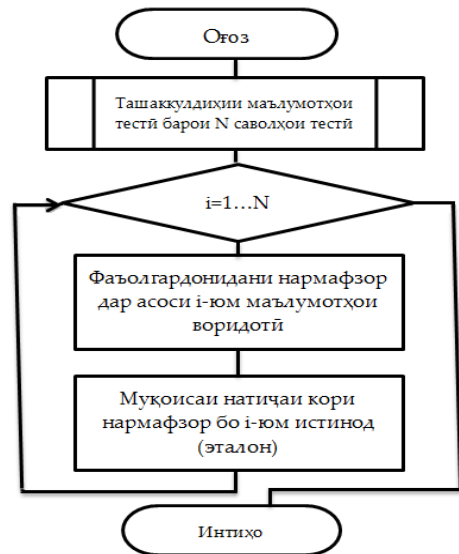 Оғоз
Ташаккулдиҳии маълумотҳои
тестӣ барои N саволҳои тестӣ
i=1…N
Фаъолгардонидани нармафзор
дар асоси i-юм маълумотҳои
воридотӣ
Муқоисаи натиҷаи кори
нармафзор бо i-юм истинод
(эталон)
Интиҳо